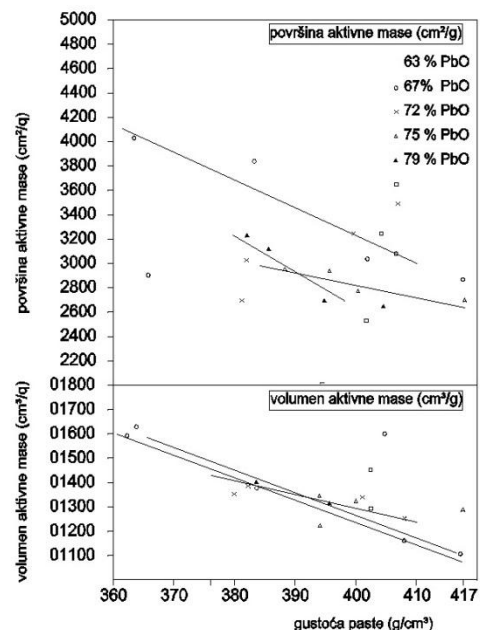 površina aktivne mase (cm²/g)
63 % PbO
67% PbO
72 % PbO
75 % PbO
79 % PbO
površina aktivne mase (cm²/q)
5000
4800
4600
4400
4200
4000
3800
3600
3400
3200
3000
2800
2600
2400
2200
01800
volumen aktivne mase (cm³/g)
volumen aktivne mase (cm³/q)
01700
01600
01500
01400
01300
01200
01100
360 380 390 400 410 417
gustoća paste (g/cm³)